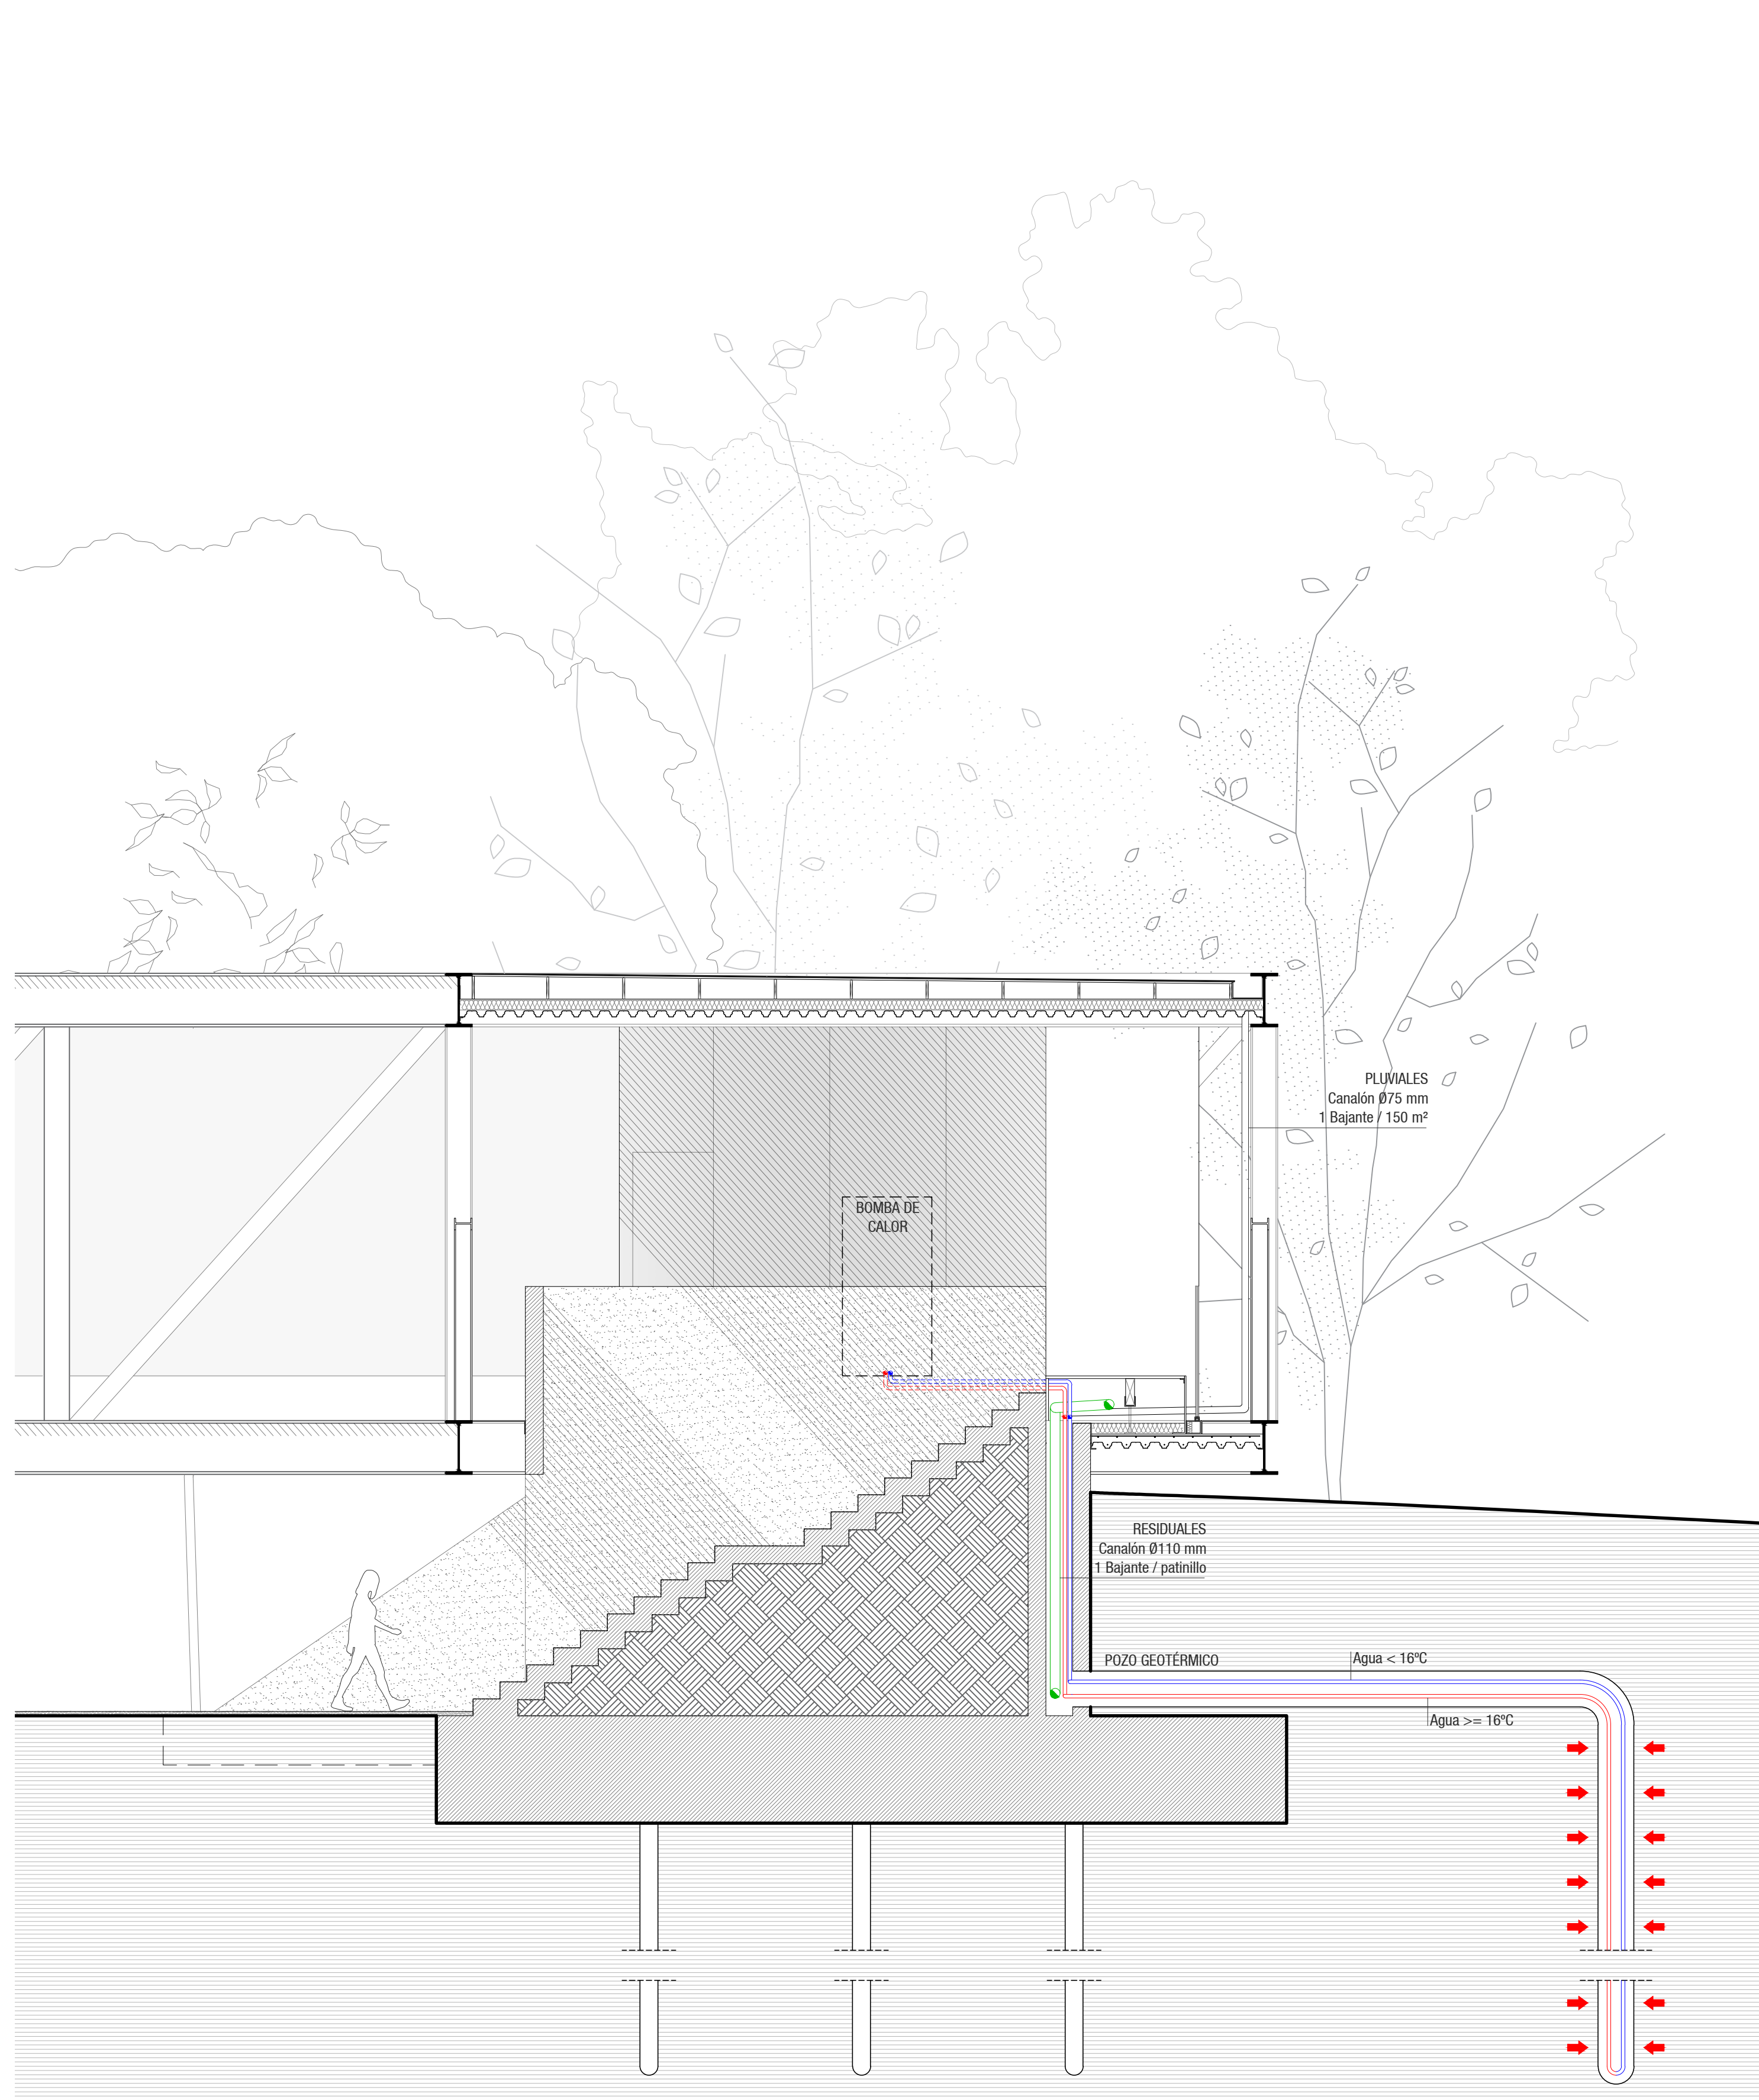 PLUVIALES
Canalón Ø75 mm
1 Bajante / 150 m²
BOMBA DE
CALOR
RESIDUALES
Canalón Ø110 mm
1 Bajante / patinillo
POZO GEOTÉRMICO
Agua < 16ºC
Agua >= 16ºC